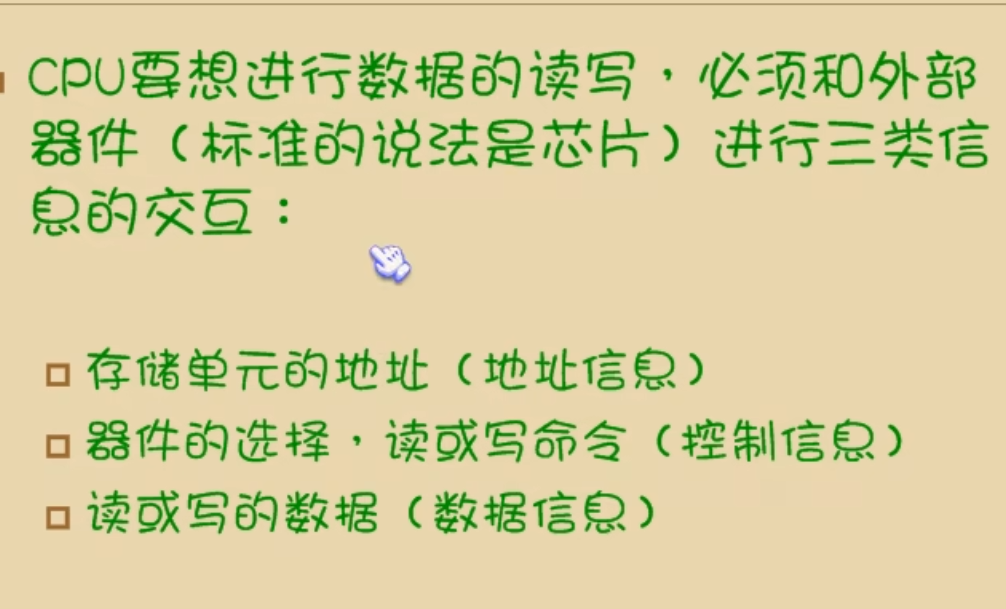 CPU要想进行数据的读写，必须和外部
器件（标准的说法是芯片）进行三类信
息的交互：
存储单元的地址（地址信息）
器件的选择，读或写命令（控制信息）
读或写的数据（数据信息）